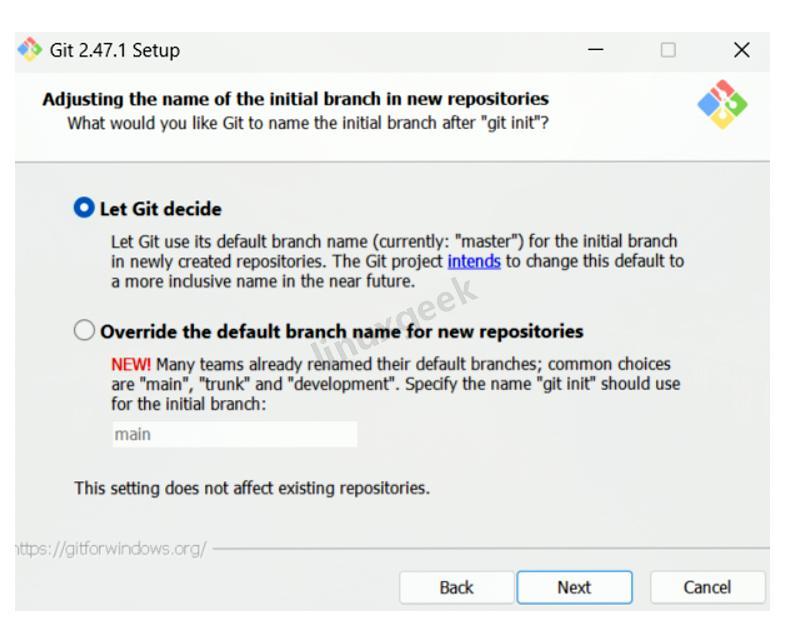 Git 2.47.1 Setup
Adjusting the name of the initial branch in new repositories
What would you like Git to name the initial branch after "git init"?
Let Git decide
Let Git use its default branch name (currently: "master") for the initial branch
in newly created repositories. The Git project intends to change this default to
a more inclusive name in the near future.
linuxgeek
Override the default branch name for new repositories
NEW! Many teams already renamed their default branches; common choices
are "main", "trunk" and "development". Specify the name "git init" should use
for the initial branch:
main
This setting does not affect existing repositories.
https://gitforwindows.org/
Back Next Cancel